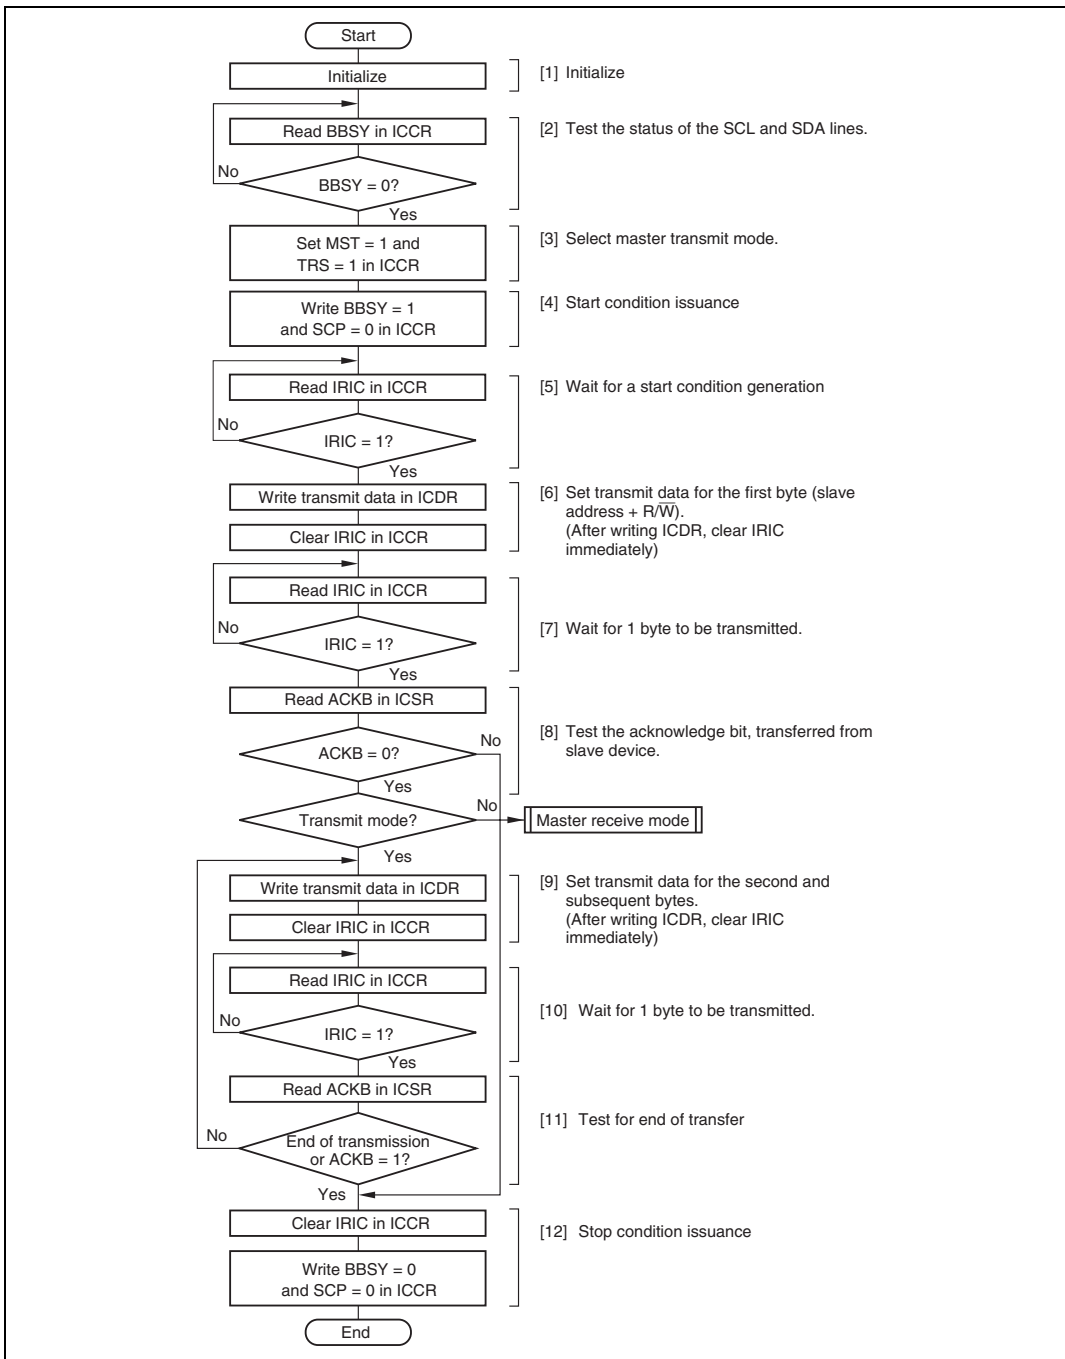 Start
Initialize
[1] Initialize
Read BBSY in ICCR
[2] Test the status of the SCL and SDA lines.
No
BBSY = 0?
Yes
Set MST = 1 and
TRS = 1 in ICCR
[3] Select master transmit mode.
Write BBSY = 1
and SCP = 0 in ICCR
[4] Start condition issuance
Read IRIC in ICCR
[5] Wait for a start condition generation
No
IRIC = 1?
Yes
Write transmit data in ICDR
Clear IRIC in ICCR
[6] Set transmit data for the first byte (slave
address + R/W̅).
(After writing ICDR, clear IRIC
immediately)
Read IRIC in ICCR
No
IRIC = 1?
[7] Wait for 1 byte to be transmitted.
Yes
Read ACKB in ICSR
ACKB = 0?
No
[8] Test the acknowledge bit, transferred from
slave device.
Yes
Transmit mode?
No
Master receive mode
Yes
Write transmit data in ICDR
Clear IRIC in ICCR
[9] Set transmit data for the second and
subsequent bytes.
(After writing ICDR, clear IRIC
immediately)
Read IRIC in ICCR
No
IRIC = 1?
[10] Wait for 1 byte to be transmitted.
Yes
Read ACKB in ICSR
[11] Test for end of transfer
No
End of transmission
or ACKB = 1?
Yes
Clear IRIC in ICCR
[12] Stop condition issuance
Write BBSY = 0
and SCP = 0 in ICCR
End